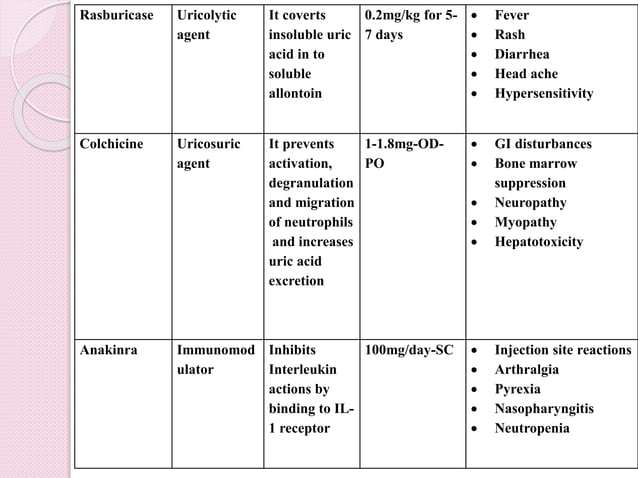 Rasburicase
Uricolytic
agent
It coverts
insoluble uric
acid in to
soluble
allontoin
0.2mg/kg for 5-
7 days
• Fever
• Rash
• Diarrhea
• Head ache
• Hypersensitivity
Colchicine
Uricosuric
agent
It prevents
activation,
degranulation
and migration
of neutrophils
and increases
uric acid
excretion
1-1.8mg-OD-
PO
• GI disturbances
• Bone marrow
suppression
• Neuropathy
• Myopathy
• Hepatotoxicity
Anakinra
Immunomod
ulator
Inhibits
Interleukin
actions by
binding to IL-
1 receptor
100mg/day-SC
• Injection site reactions
• Arthralgia
• Pyrexia
• Nasopharyngitis
• Neutropenia